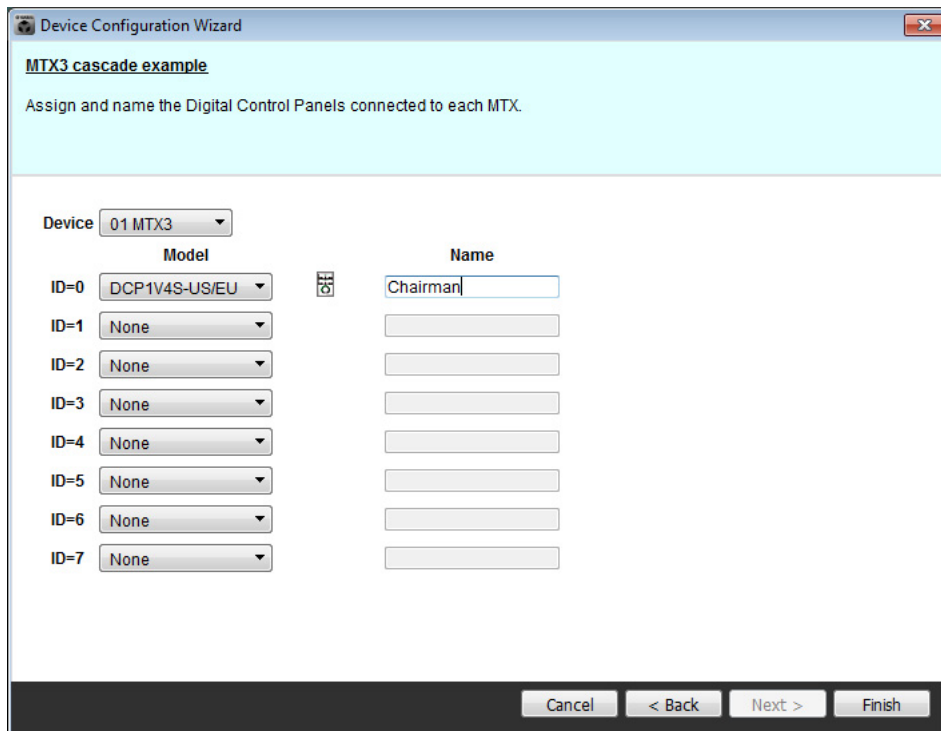 Device Configuration Wizard
MTX3 cascade example
Assign and name the Digital Control Panels connected to each MTX.
Device 01 MTX3
Model Name
ID=0 DCP1V4S-US/EU Chairman
ID=1 None
ID=2 None
ID=3 None
ID=4 None
ID=5 None
ID=6 None
ID=7 None
Cancel < Back Next > Finish